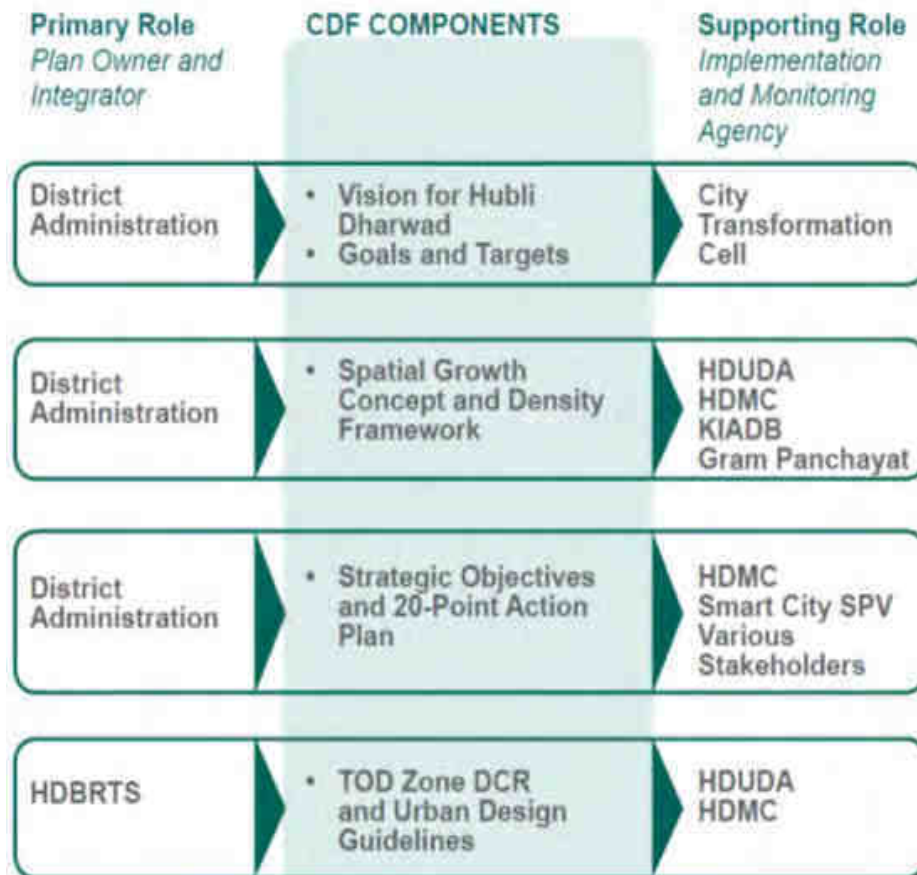 Primary Role
Plan Owner and
Integrator
CDF COMPONENTS
Supporting Role
Implementation
and Monitoring
Agency
District
Administration
• Vision for Hubli
Dharwad
• Goals and Targets
City
Transformation
Cell
District
Administration
• Spatial Growth
Concept and Density
Framework
HDUDA
HDMC
KIADB
Gram Panchayat
District
Administration
• Strategic Objectives
and 20-Point Action
Plan
HDMC
Smart City SPV
Various
Stakeholders
HDBRTS
• TOD Zone DCR
and Urban Design
Guidelines
HDUDA
HDMC